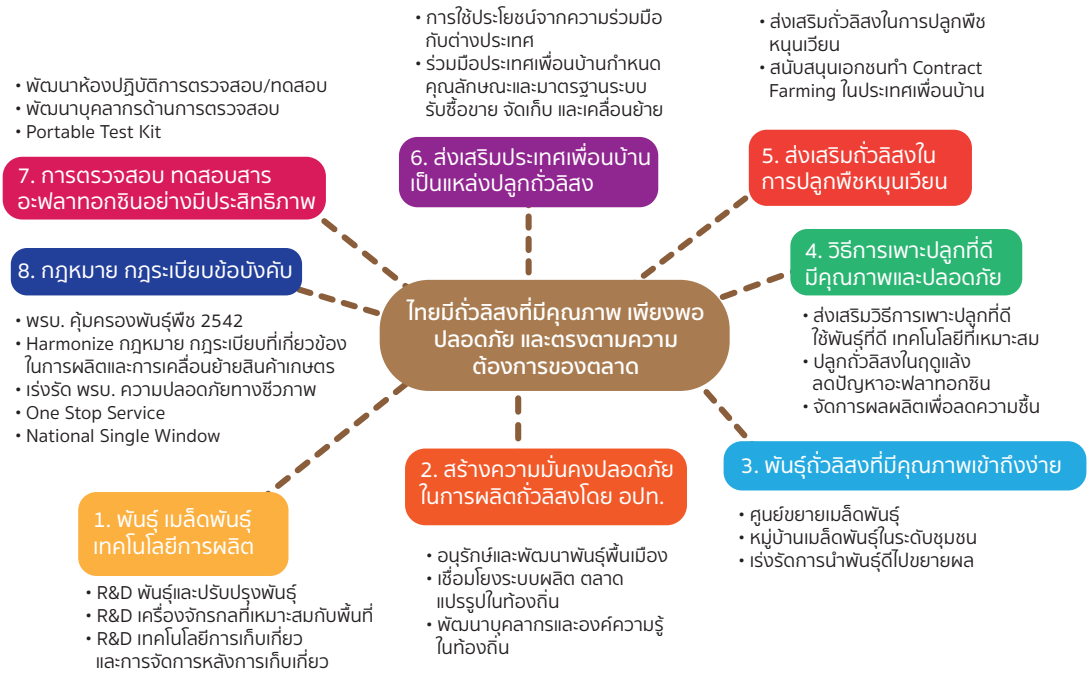 • การใช้ประโยชน์จากความร่วมมือ
กับต่างประเทศ
• ร่วมมือประเทศเพื่อนบ้านกำหนด
คุณลักษณะและมาตรฐานระบบ
รับซื้อขาย จัดเก็บ และเคลื่อนย้าย
• ส่งเสริมถั่วลิสงในการปลูกพืช
หนุนเวียน
• สนับสนุนเอกชนทำ Contract
Farming ในประเทศเพื่อนบ้าน
• พัฒนาห้องปฏิบัติการตรวจสอบ/ทดสอบ
• พัฒนาบุคลากรด้านการตรวจสอบ
• Portable Test Kit
7. การตรวจสอบ ทดสอบสาร
อะฟลาทอกซินอย่างมีประสิทธิภาพ
6. ส่งเสริมประเทศเพื่อนบ้าน
เป็นแหล่งปลูกถั่วลิสง
5. ส่งเสริมถั่วลิสงใน
การปลูกพืชหมุนเวียน
8. กฎหมาย กฎระเบียบข้อบังคับ
• พรบ. คุ้มครองพันธุ์พืช 2542
• Harmonize กฎหมาย กฎระเบียบที่เกี่ยวข้อง
ในการผลิตและการเคลื่อนย้ายสินค้าเกษตร
• เร่งรัด พรบ. ความปลอดภัยทางชีวภาพ
• One Stop Service
• National Single Window
ไทยมีถั่วลิสงที่มีคุณภาพ เพียงพอ
ปลอดภัย และตรงตามความ
ต้องการของตลาด
4. วิธีการเพาะปลูกที่ดี
มีคุณภาพและปลอดภัย
• ส่งเสริมวิธีการเพาะปลูกที่ดี
ใช้พันธุ์ที่ดี เทคโนโลยีที่เหมาะสม
• ปลูกถั่วลิสงในฤดูแล้ง
ลดปัญหาอะฟลาทอกซิน
• จัดการผลผลิตเพื่อลดความชื้น
1. พันธุ์ เมล็ดพันธุ์
เทคโนโลยีการผลิต
• R&D พันธุ์และปรับปรุงพันธุ์
• R&D เครื่องจักรกลที่เหมาะสมกับพื้นที่
• R&D เทคโนโลยีการเก็บเกี่ยว
และการจัดการหลังการเก็บเกี่ยว
2. สร้างความมั่นคงปลอดภัย
ในการผลิตถั่วลิสงโดย อปท.
• อนุรักษ์และพัฒนาพันธุ์พื้นเมือง
• เชื่อมโยงระบบผลิต ตลาด
แปรรูปในท้องถิ่น
• พัฒนาบุคลากรและองค์ความรู้
ในท้องถิ่น
3. พันธุ์ถั่วลิสงที่มีคุณภาพเข้าถึงง่าย
• ศูนย์ขยายเมล็ดพันธุ์
• หมู่บ้านเมล็ดพันธุ์ในระดับชุมชน
• เร่งรัดการนำพันธุ์ดีไปขยายผล